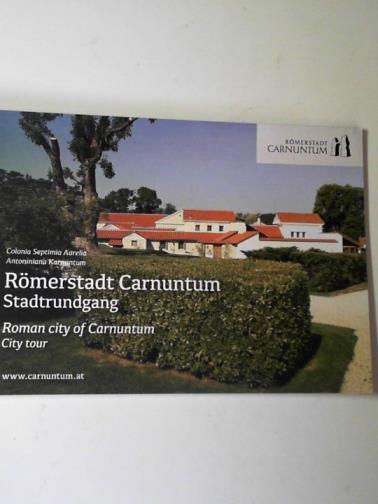 RÖMERSTADT
CARNUNTUM
Colonia Septimia Aurelia
Antoniniana Karnuntum
Römerstadt Carnuntum
Stadtrundgang
Roman city of Carnuntum
City tour
www.carnuntum.at